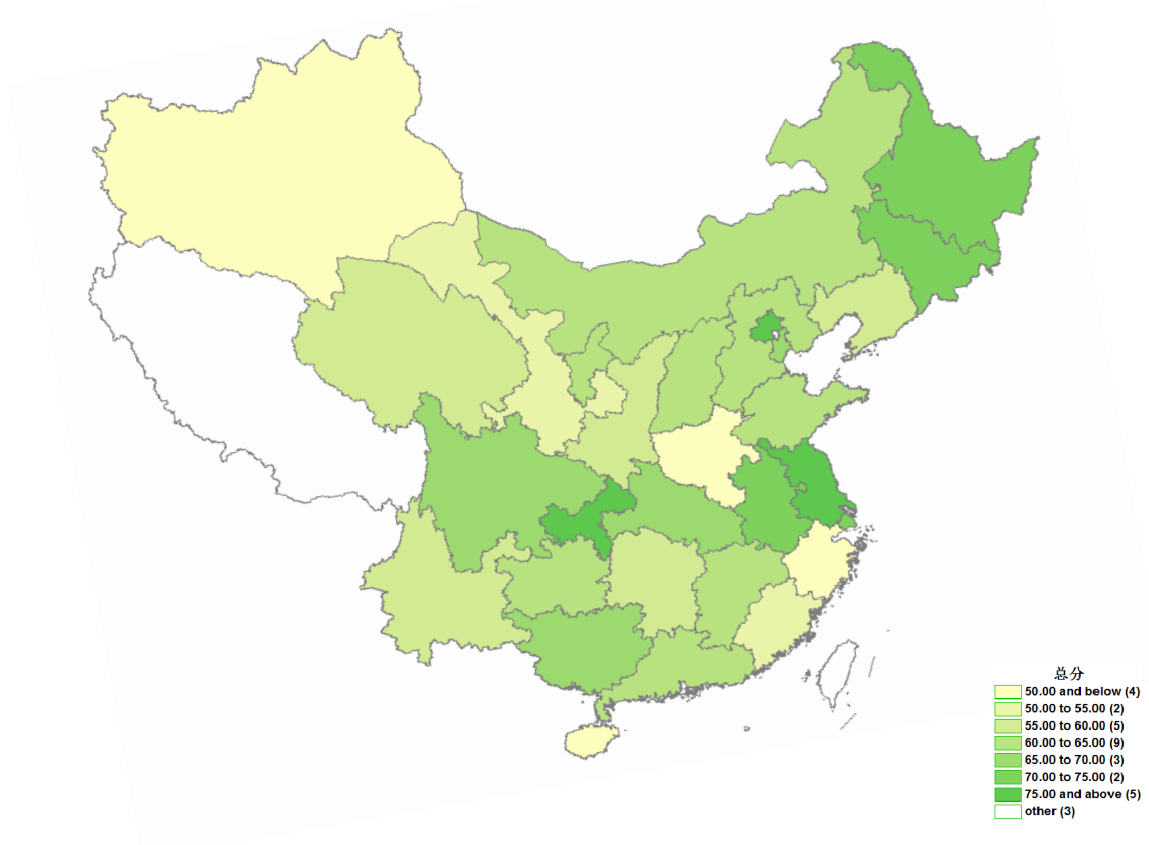 总分
50.00 and below (4)
50.00 to 55.00 (2)
55.00 to 60.00 (5)
60.00 to 65.00 (9)
65.00 to 70.00 (3)
70.00 to 75.00 (2)
75.00 and above (5)
other (3)